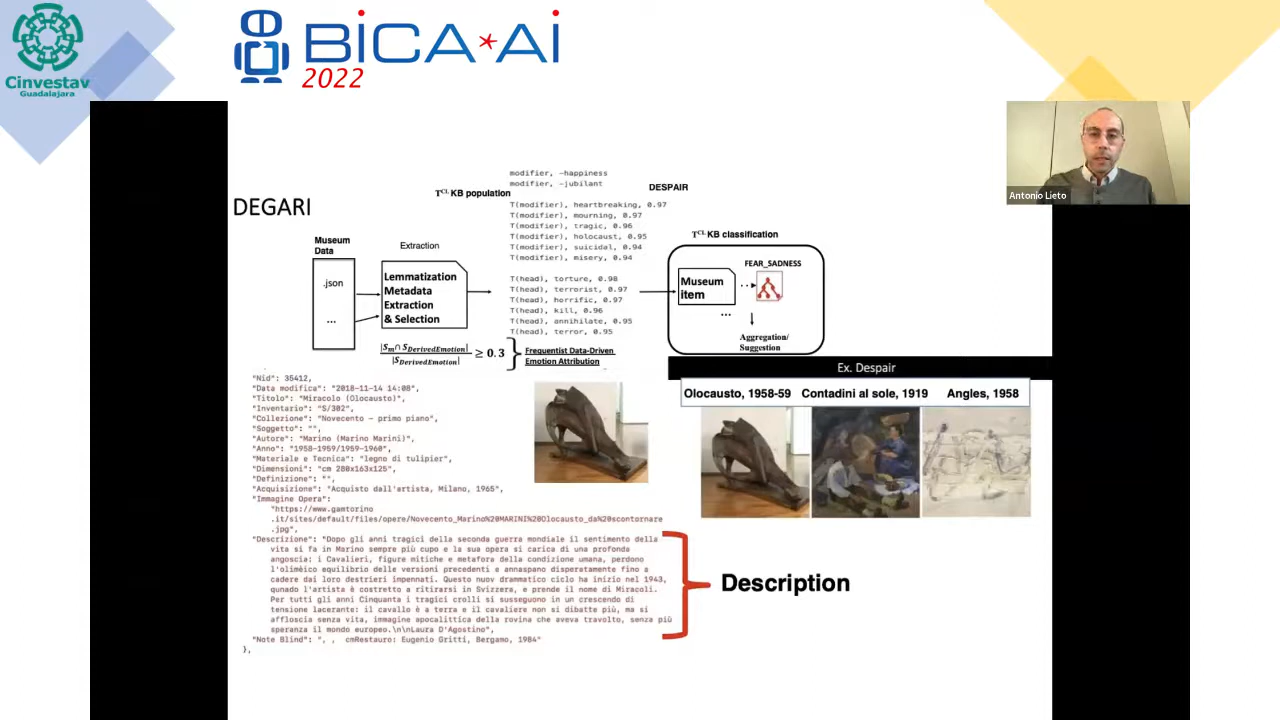 Cinvestav
Guadalajara
BiCA*Ai
2022
Antonio Lieto
DEGARI
Museum
Data
.json
...
Extraction
Lemmatization
Metadata
Extraction
& Selection
Tᶜᴸ KB population
modifier, -happiness
modifier, -jubilant
DESPAIR
T(modifier), heartbreaking, 0.97
T(modifier), mourning, 0.97
T(modifier), tragic, 0.96
T(modifier), holocaust, 0.95
T(modifier), suicidal, 0.94
T(modifier), misery, 0.94
T(head), torture, 0.98
T(head), terrorist, 0.97
T(head), horrific, 0.97
T(head), kill, 0.96
T(head), annihilate, 0.95
T(head), terror, 0.95
Tᶜᴸ KB classification
Museum
item
...
FEAR_SADNESS
Aggregation/
Suggestion
|Sₘ∩ S_DerivedEmotion|
|S_DerivedEmotion|
≥ 0.3
Frequentist Data-Driven
Emotion Attribution
Ex. Despair
Olocausto, 1958-59 Contadini al sole, 1919 Angles, 1958
"Nid": 35412,
"Data modifica": "2018-11-14 14:08",
"Titolo": "Miracolo (Olocausto)",
"Inventario": "S/302",
"Collezione": "Novecento - primo piano",
"Soggetto": "",
"Autore": "Marino (Marino Marini)",
"Anno": "1958-1959/1959-1960",
"Materiale e Tecnica": "legno di tulipier",
"Dimensioni": "cm 280x163x125",
"Definizione": "",
"Acquisizione": "Acquisto dall'artista, Milano, 1965",
"Immagine Opera":
"https://www.gamtorino
.it/sites/default/files/opere/Novecento_Marino%20MARINI%20Olocausto_da%20scontornare
.jpg",
"Descrizione": "Dopo gli anni tragici della seconda guerra mondiale il sentimento della
vita si fa in Marino sempre più cupo e la sua opera si carica di una profonda
angoscia: i Cavalieri, figure mitiche e metafora della condizione umana, perdono
l'olimèico equilibrio delle versioni precedenti e annaspano disperatamente fino a
cadere dai loro destrieri impennati. Questo nuov drammatico ciclo ha inizio nel 1943,
qunado l'artista è costretto a ritirarsi in Svizzere, e prende il nome di Miracoli.
Per tutti gli anni Cinquanta i tragici crolli si susseguono in un crescendo di
tensione lacerante: il cavallo è a terra e il cavaliere non si dibatte più, ma si
affloscia senza vita, immagine apocalittica della rovina che aveva travolto, senza più
speranza il mondo europeo.\n\nLaura D'Agostino",
"Note Blind": ", , cmRestauro: Eugenio Gritti, Bergamo, 1984"
},
Description